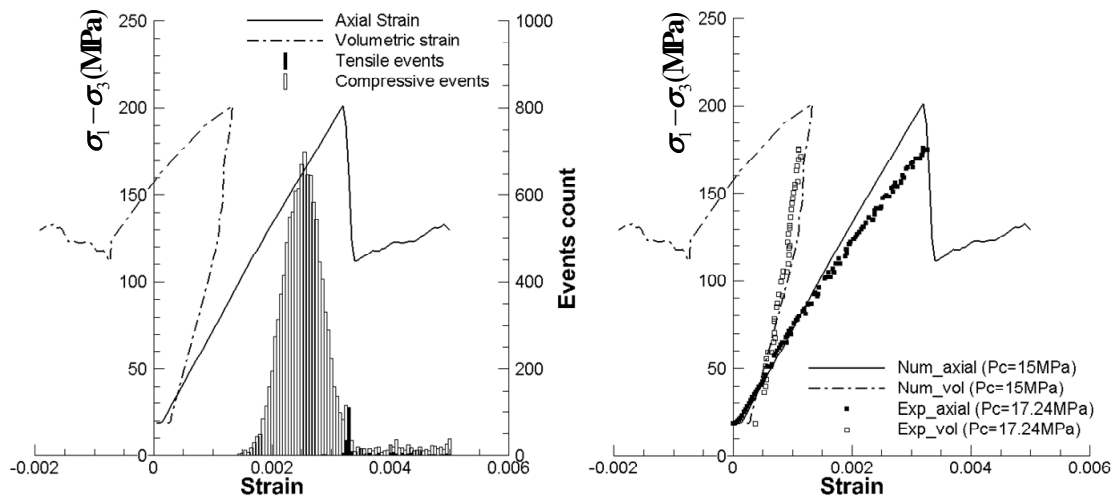 250
200
150
100
50
0
σ₁−σ₃(MPa)
Axial Strain
Volumetric strain
Tensile events
Compressive events
1000
800
600
400
200
0
Events count
-0.002
0
0.002
0.004
0.006
Strain
250
200
150
100
50
0
σ₁−σ₃(MPa)
Num_axial (Pc=15MPa)
Num_vol (Pc=15MPa)
Exp_axial (Pc=17.24MPa)
Exp_vol (Pc=17.24MPa)
-0.002
0
0.002
0.004
0.006
Strain